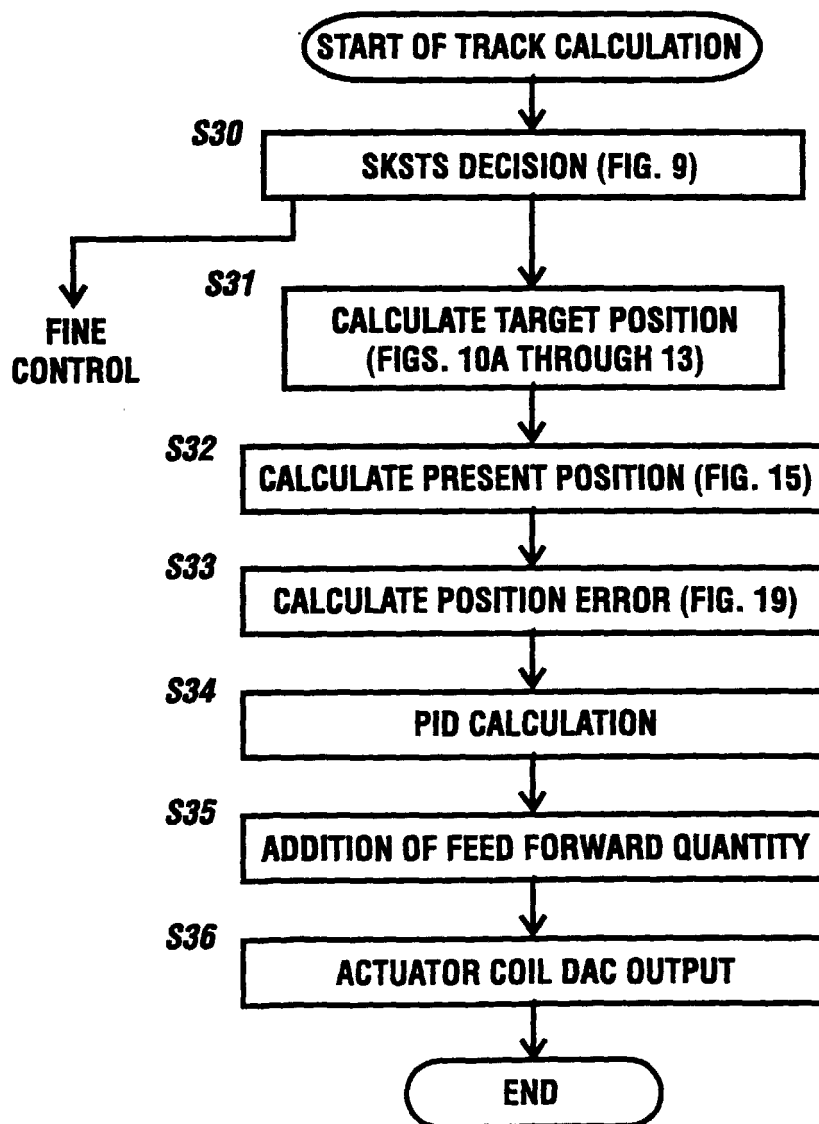 START OF TRACK CALCULATION
S30
SKSTS DECISION (FIG. 9)
S31
FINE
CONTROL
CALCULATE TARGET POSITION
(FIGS. 10A THROUGH 13)
S32
CALCULATE PRESENT POSITION (FIG. 15)
S33
CALCULATE POSITION ERROR (FIG. 19)
S34
PID CALCULATION
S35
ADDITION OF FEED FORWARD QUANTITY
S36
ACTUATOR COIL DAC OUTPUT
END